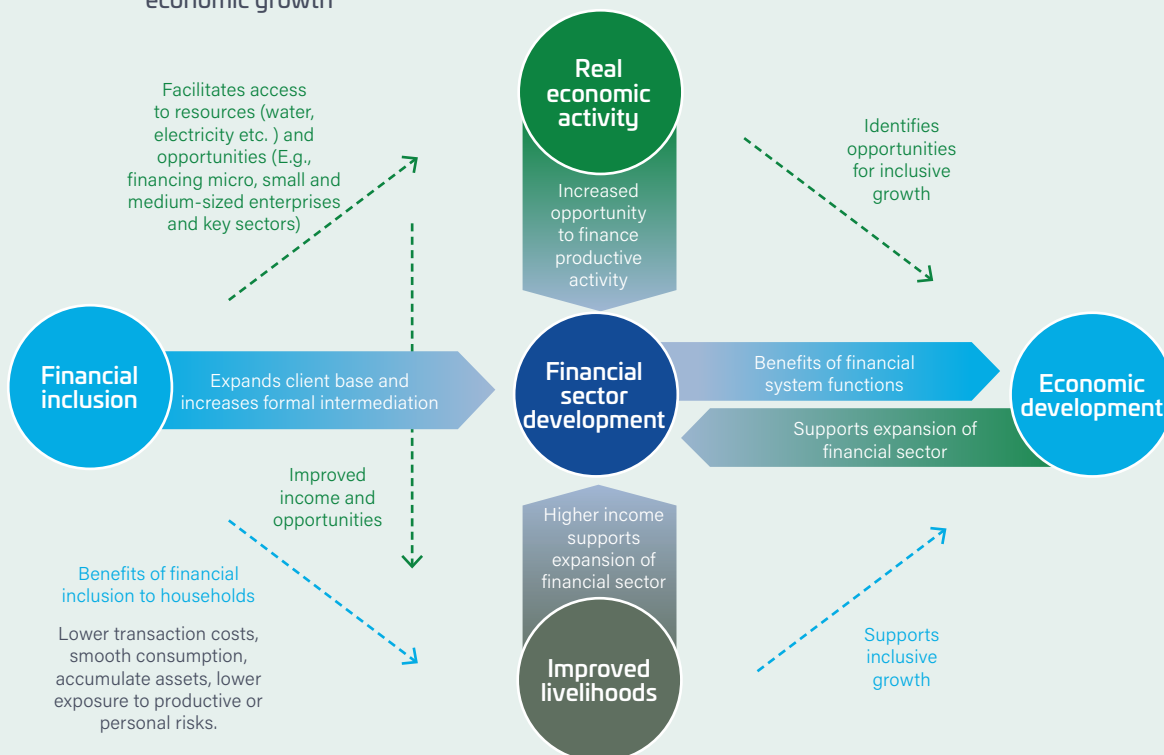 economic growth
Real
economic
activity
Facilitates access
to resources (water,
electricity etc. ) and
opportunities (E.g.,
financing micro, small and
medium-sized enterprises
and key sectors)
Identifies
opportunities
for inclusive
growth
Increased
opportunity
to finance
productive
activity
Financial
inclusion
Expands client base and
increases formal intermediation
Financial
sector
development
Benefits of financial
system functions
Supports expansion of
financial sector
Economic
development
Improved
income and
opportunities
Higher income
supports
expansion of
financial sector
Benefits of financial
inclusion to households
Lower transaction costs,
smooth consumption,
accumulate assets, lower
exposure to productive or
personal risks.
Improved
livelihoods
Supports
inclusive
growth